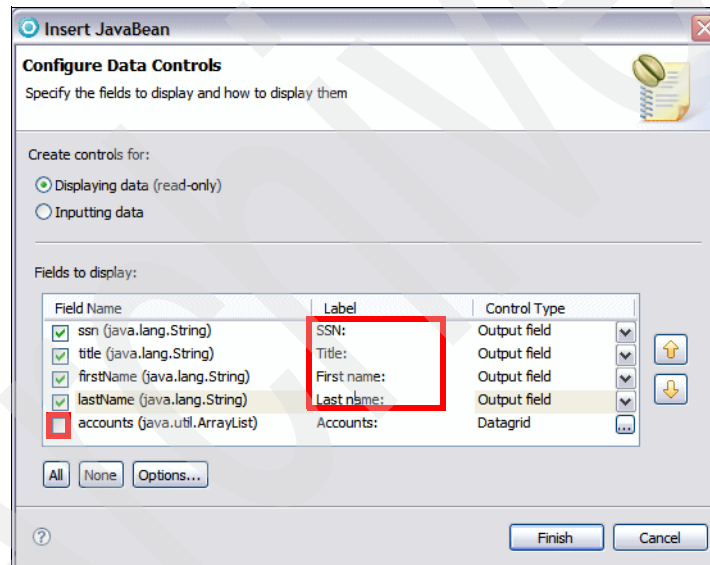 Insert JavaBean
Configure Data Controls
Specify the fields to display and how to display them
Create controls for:
Displaying data (read-only)
Inputting data
Fields to display:
Field Name Label Control Type
ssn (java.lang.String) SSN: Output field
title (java.lang.String) Title: Output field
firstName (java.lang.String) First name: Output field
lastName (java.lang.String) Last name: Output field
accounts (java.util.ArrayList) Accounts: Datagrid ...
All None Options...
? Finish Cancel